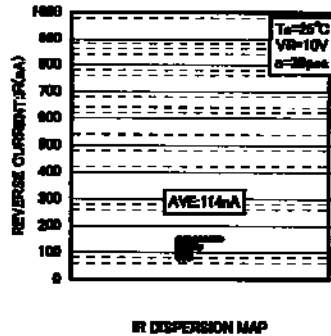 1000
900
800
700
600
500
400
300
200
100
0
REVERSE CURRENT:IR(nA)
Ta=25°C
VR=10V
n=30pcs
AVE:114nA
IR DISPERSION MAP